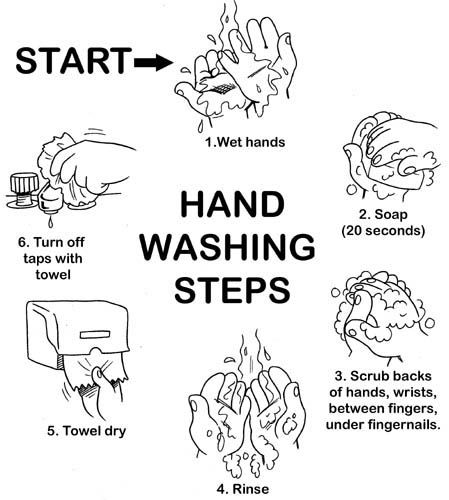 START
1.Wet hands
2. Soap
(20 seconds)
HAND
WASHING
STEPS
3. Scrub backs
of hands, wrists,
between fingers,
under fingernails.
4. Rinse
5. Towel dry
6. Turn off
taps with
towel